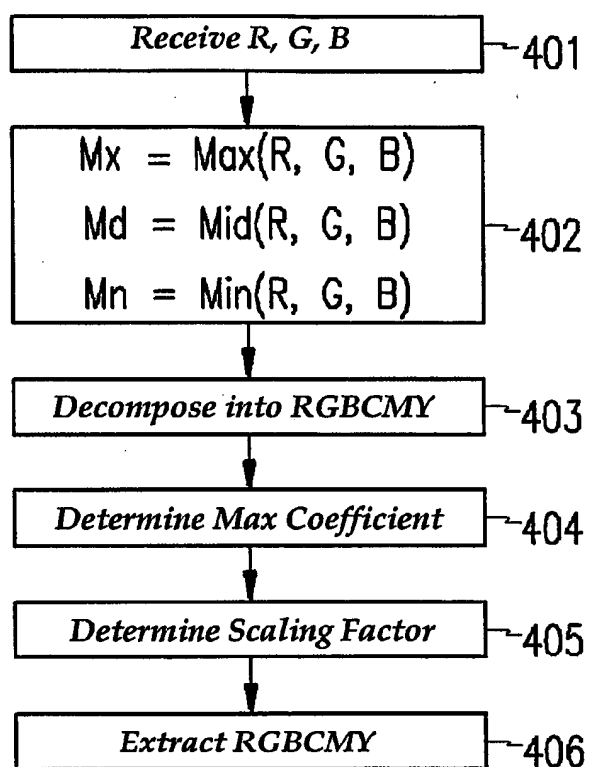 Receive R, G, B
401
Mx = Max(R, G, B)
Md = Mid(R, G, B)
402
Mn = Min(R, G, B)
Decompose into RGBCMY
403
Determine Max Coefficient
404
Determine Scaling Factor
405
Extract RGBCMY
406